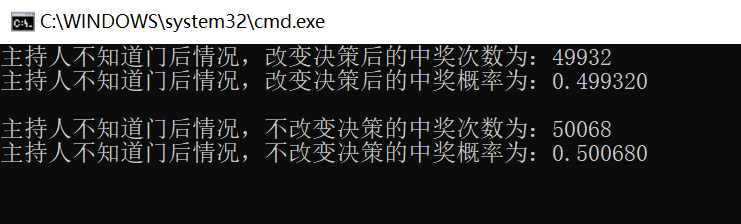 C:\WINDOWS\system32\cmd.exe
主持人不知道门后情况，改变决策后的中奖次数为：49932
主持人不知道门后情况，改变决策后的中奖概率为：0.499320
主持人不知道门后情况，不改变决策的中奖次数为：50068
主持人不知道门后情况，不改变决策的中奖概率为：0.500680